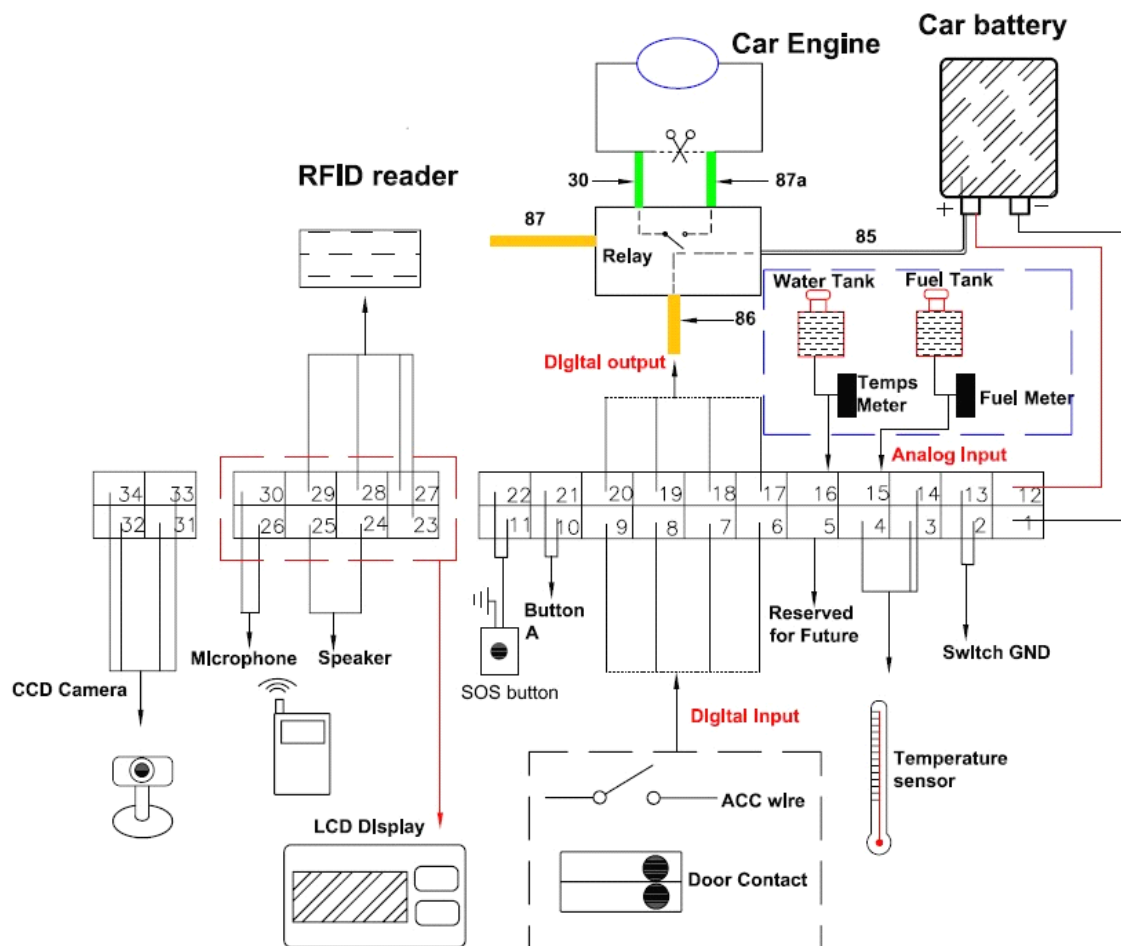 Car Engine
Car battery
RFID reader
30
87a
87
+
−
85
Relay
Water Tank
Fuel Tank
86
Digital output
Temps
Meter
Fuel Meter
Analog Input
34 33
32 31
30 29 28 27
26 25 24 23
22 21 20 19 18 17 16 15 14 13 12
11 10 9 8 7 6 5 4 3 2 1
Button
A
Reserved
for Future
Switch GND
Microphone
Speaker
CCD Camera
SOS button
Digital Input
ACC wire
Temperature
sensor
LCD Display
Door Contact